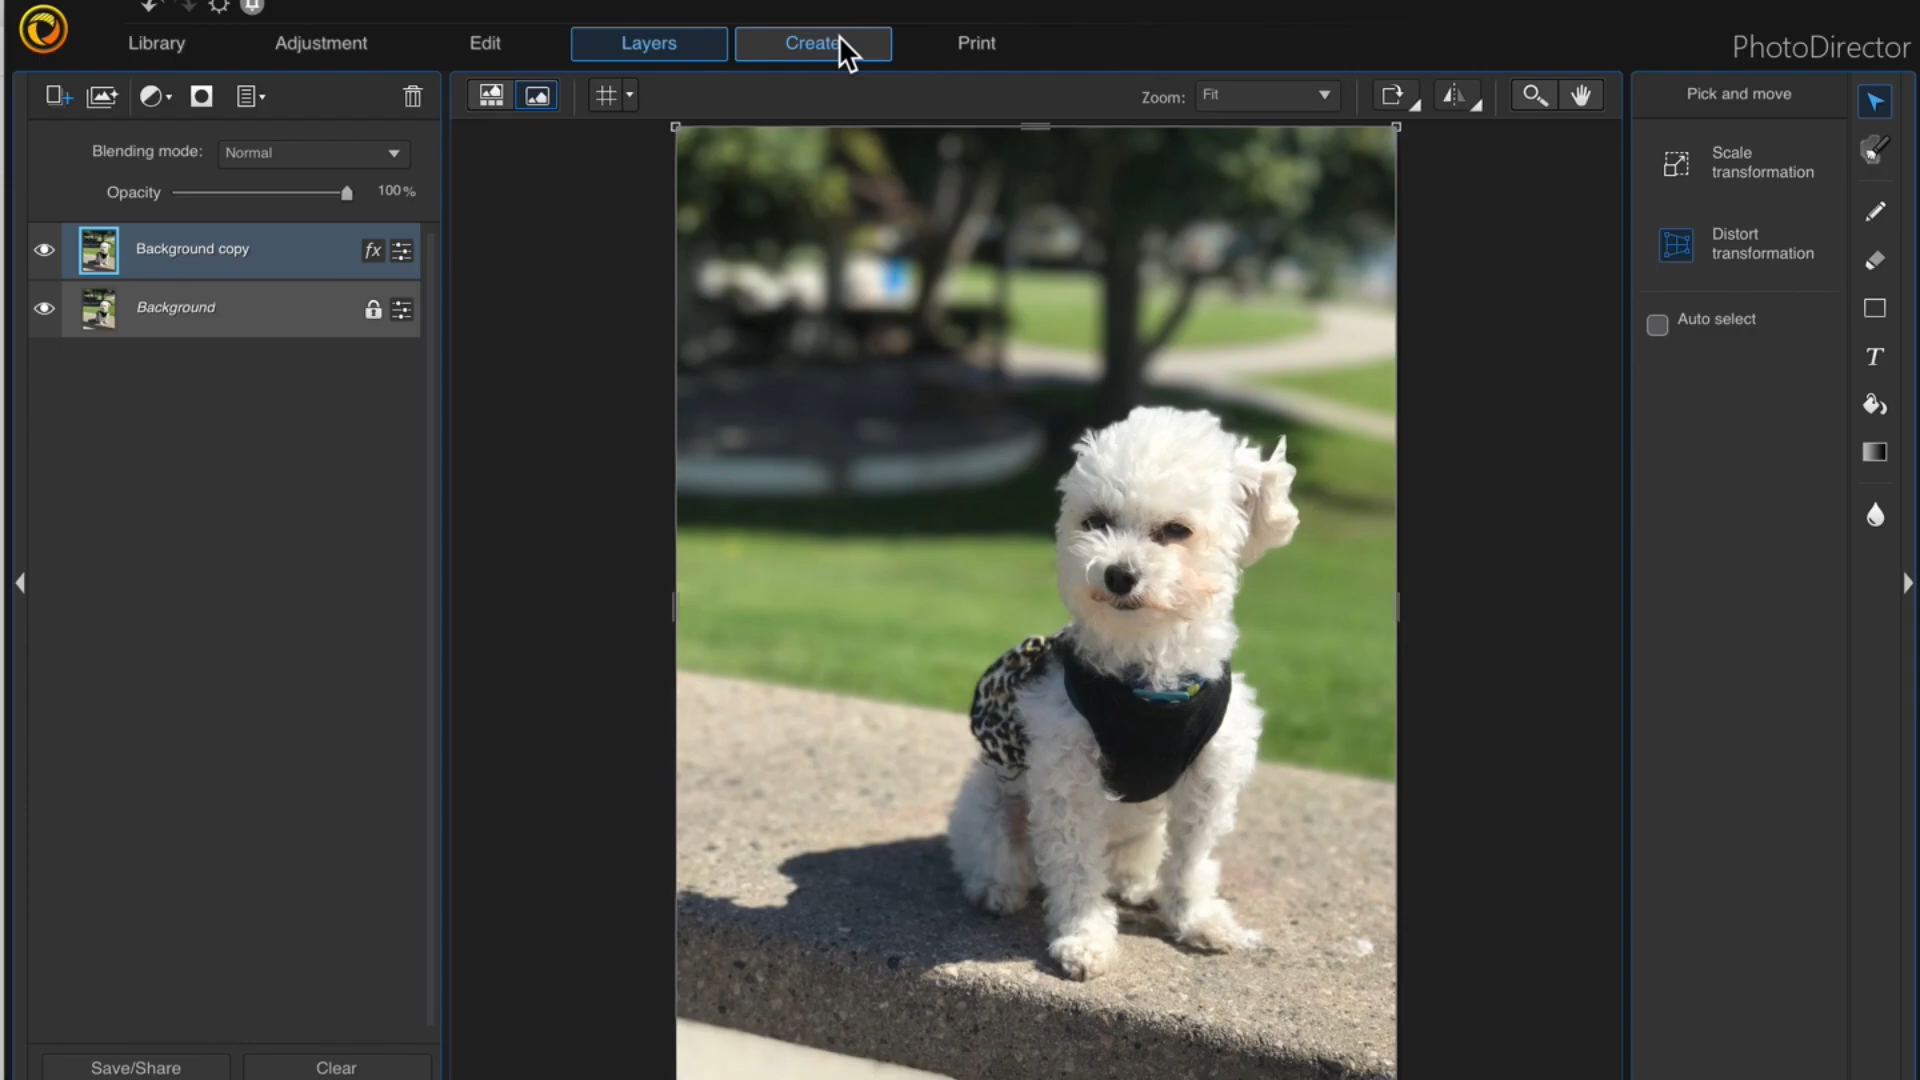 Library Adjustment Edit Layers Create Print PhotoDirector
Zoom: Fit
Pick and move
Blending mode: Normal
Opacity 100%
Scale
transformation
Background copy fx
Distort
transformation
Background
Auto select
T
Save/Share Clear